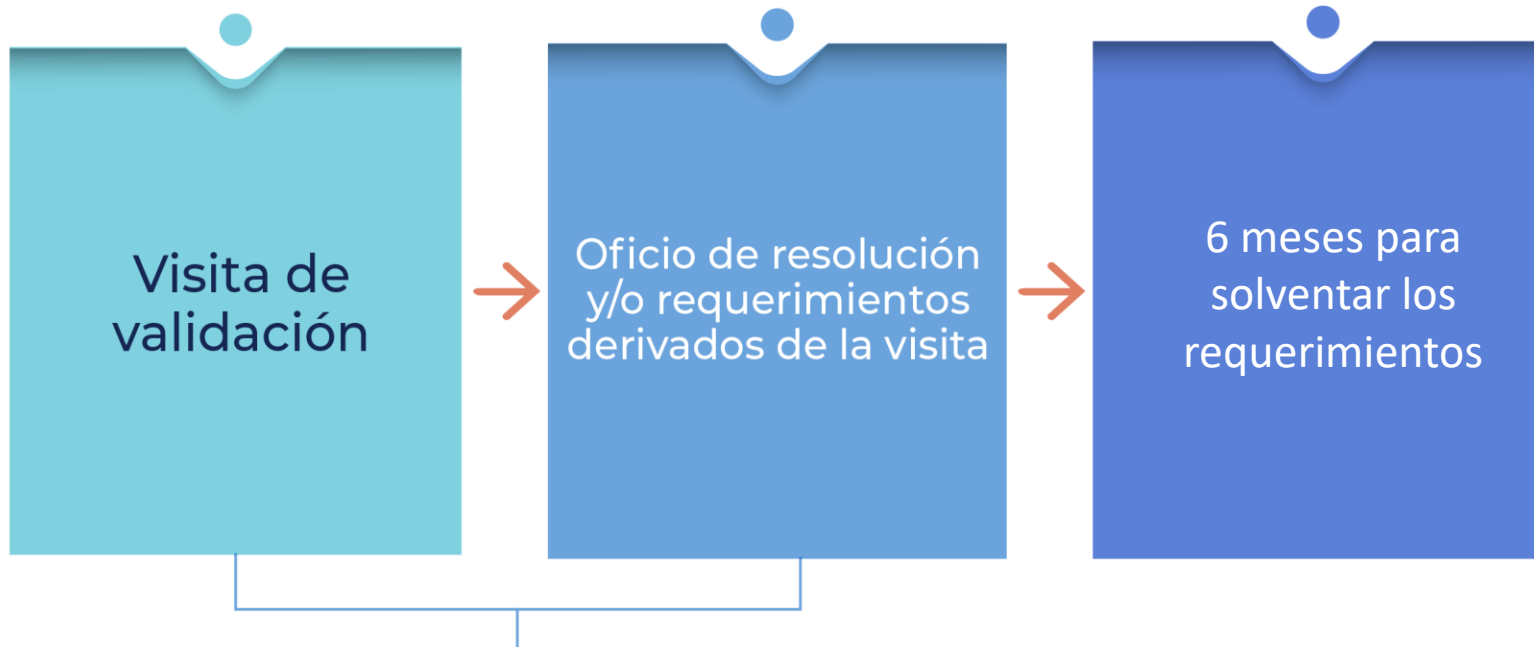 Visita de
validación
Oficio de resolución
y/o requerimientos
derivados de la visita
6 meses para
solventar los
requerimientos